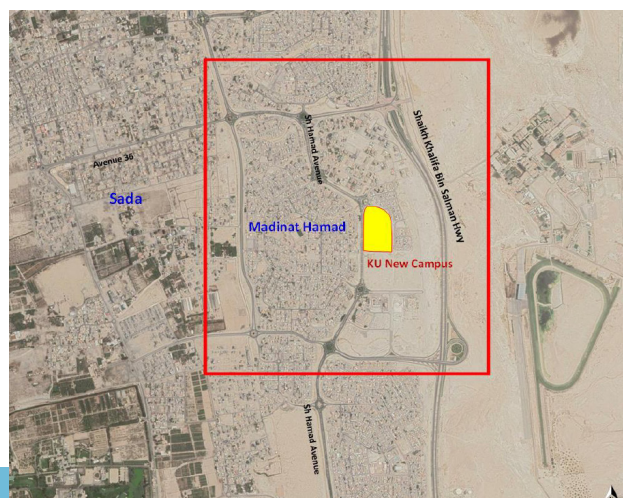 Avenue 36
Sada
Sh Hamad Avenue
Shaikh Khalifa Bin Salman Hwy
Madinat Hamad
KU New Campus
Sh Hamad Avenue